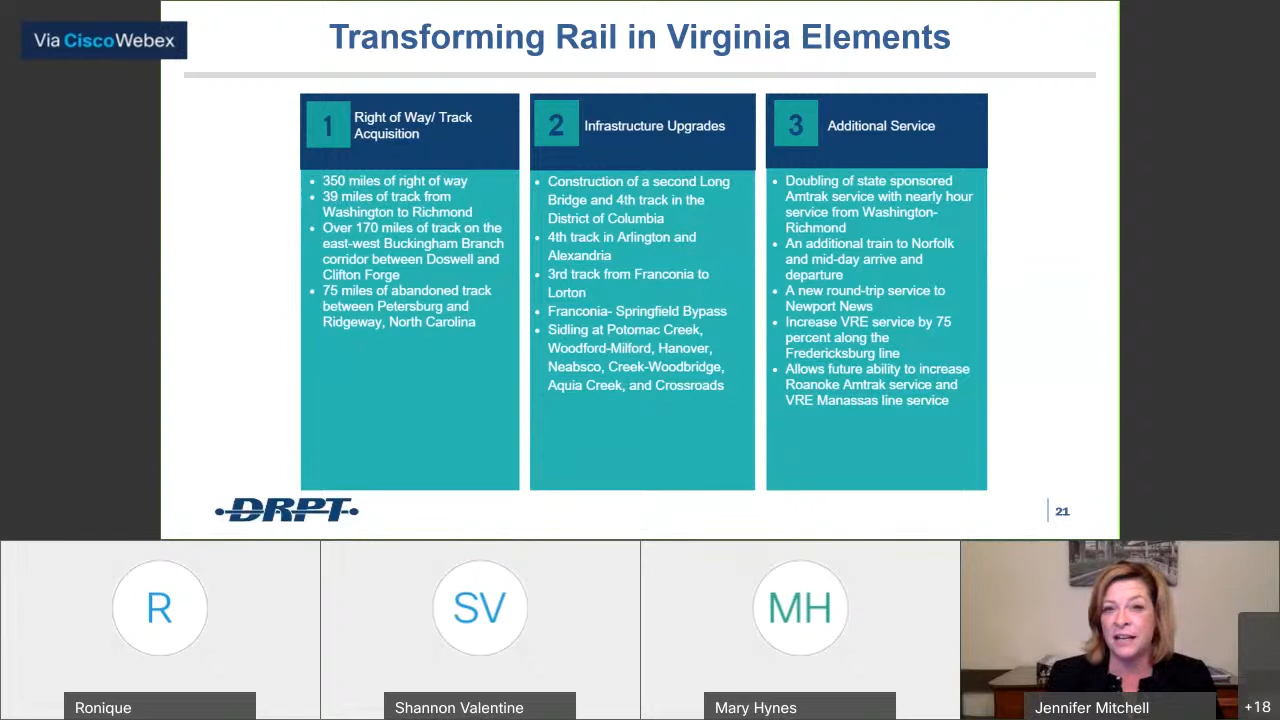 Via Cisco Webex
Transforming Rail in Virginia Elements
1
Right of Way/ Track
Acquisition
• 350 miles of right of way
• 39 miles of track from
Washington to Richmond
• Over 170 miles of track on the
east-west Buckingham Branch
corridor between Doswell and
Clifton Forge
• 75 miles of abandoned track
between Petersburg and
Ridgeway, North Carolina
2
Infrastructure Upgrades
• Construction of a second Long
Bridge and 4th track in the
District of Columbia
• 4th track in Arlington and
Alexandria
• 3rd track from Franconia to
Lorton
• Franconia- Springfield Bypass
• Sidling at Potomac Creek,
Woodford-Milford, Hanover,
Neabsco, Creek-Woodbridge,
Aquia Creek, and Crossroads
3
Additional Service
• Doubling of state sponsored
Amtrak service with nearly hour
service from Washington-
Richmond
• An additional train to Norfolk
and mid-day arrive and
departure
• A new round-trip service to
Newport News
• Increase VRE service by 75
percent along the
Fredericksburg line
• Allows future ability to increase
Roanoke Amtrak service and
VRE Manassas line service
DRPT
21
R
SV
MH
Ronique
Shannon Valentine
Mary Hynes
Jennifer Mitchell
+18